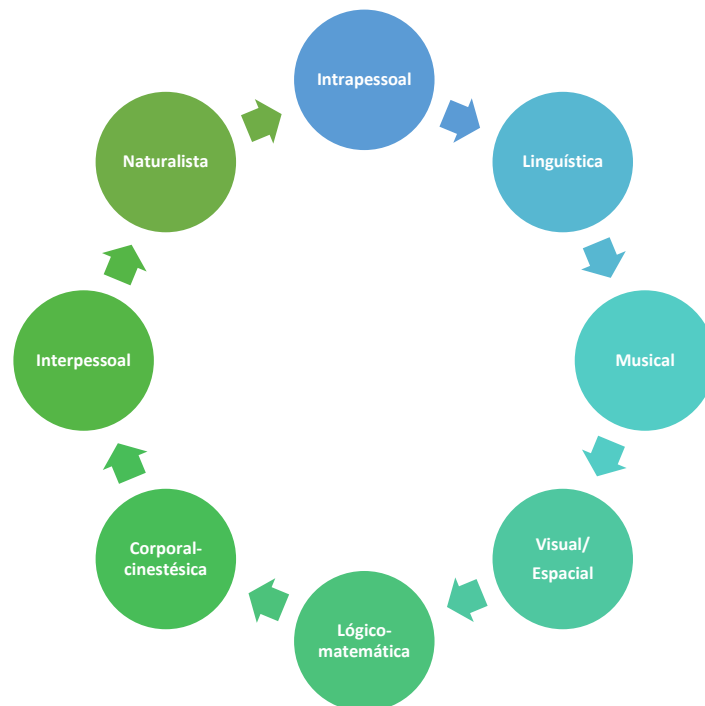 Intrapessoal
Linguística
Musical
Visual/
Espacial
Lógico-
matemática
Corporal-
cinestésica
Interpessoal
Naturalista